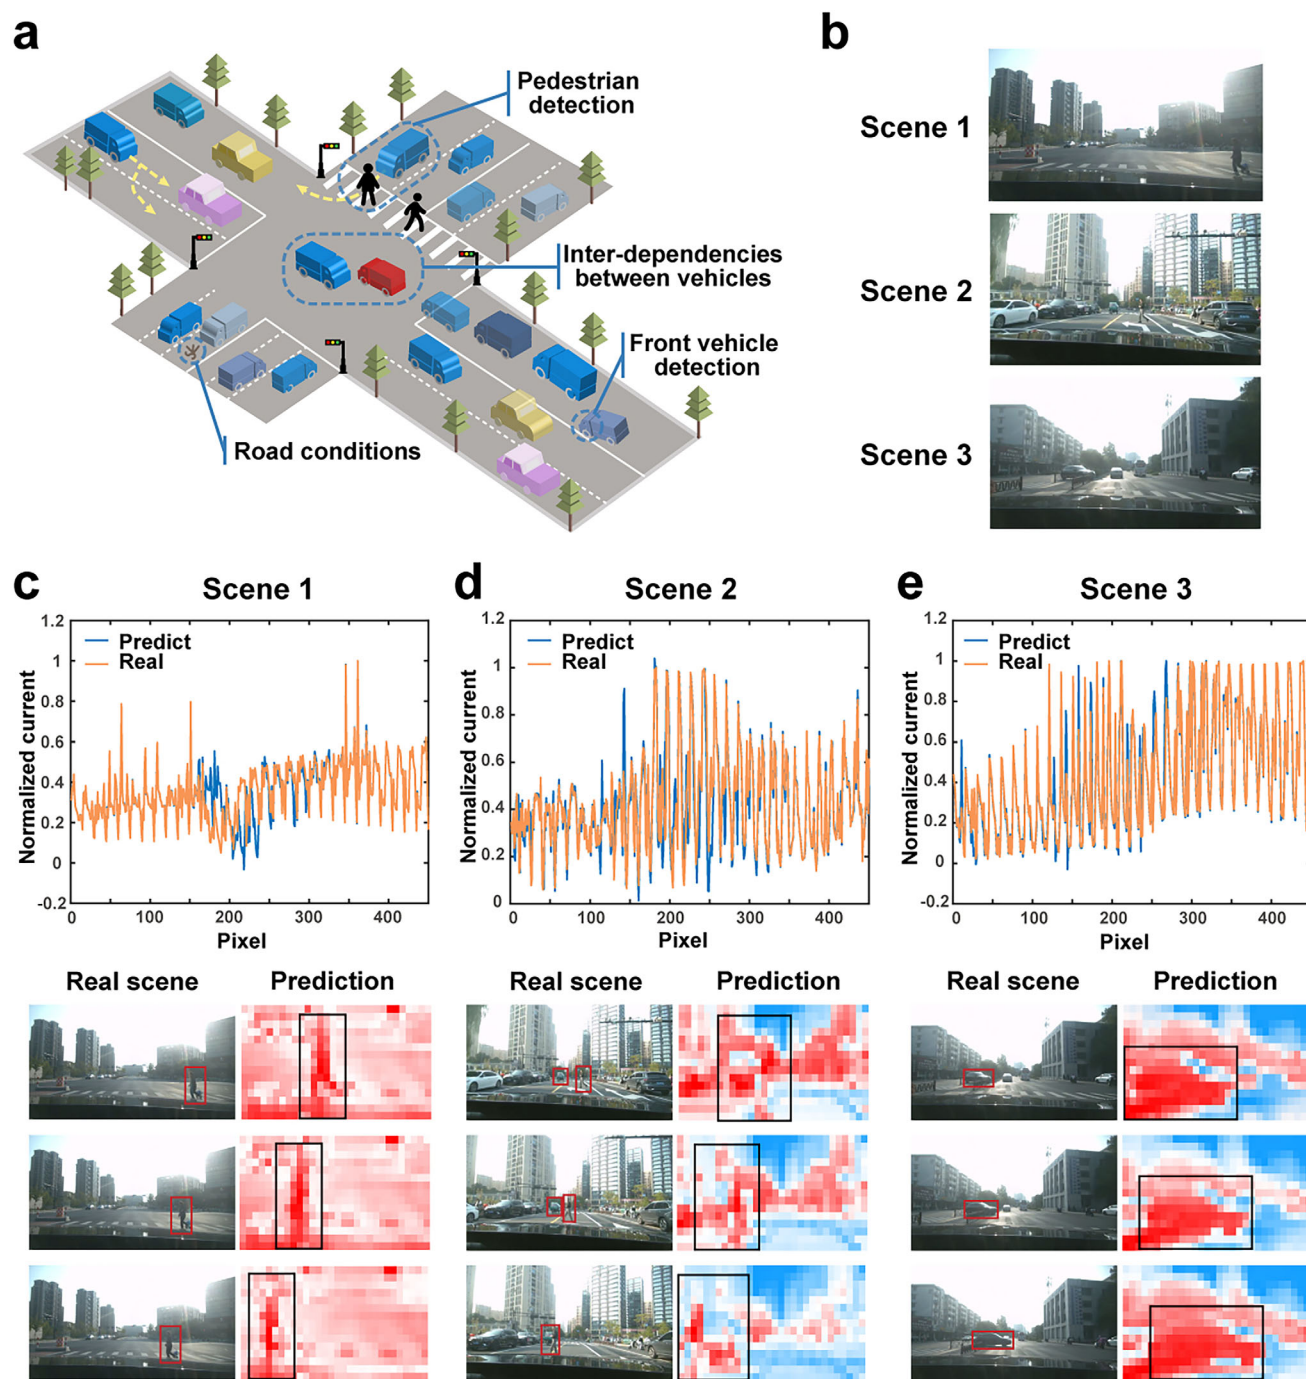 a
Pedestrian
detection
Inter-dependencies
between vehicles
Front vehicle
detection
Road conditions
b
Scene 1
Scene 2
Scene 3
c
Scene 1
Normalized current
1.2
1
0.8
0.6
0.4
0.2
0
-0.2
Predict
Real
0
100
200
300
400
Pixel
Real scene
Prediction
d
Scene 2
Normalized current
1.2
1
0.8
0.6
0.4
0.2
0
Predict
Real
0
100
200
300
400
Pixel
Real scene
Prediction
e
Scene 3
Normalized current
1.2
1
0.8
0.6
0.4
0.2
0
-0.2
Predict
Real
0
100
200
300
400
Pixel
Real scene
Prediction